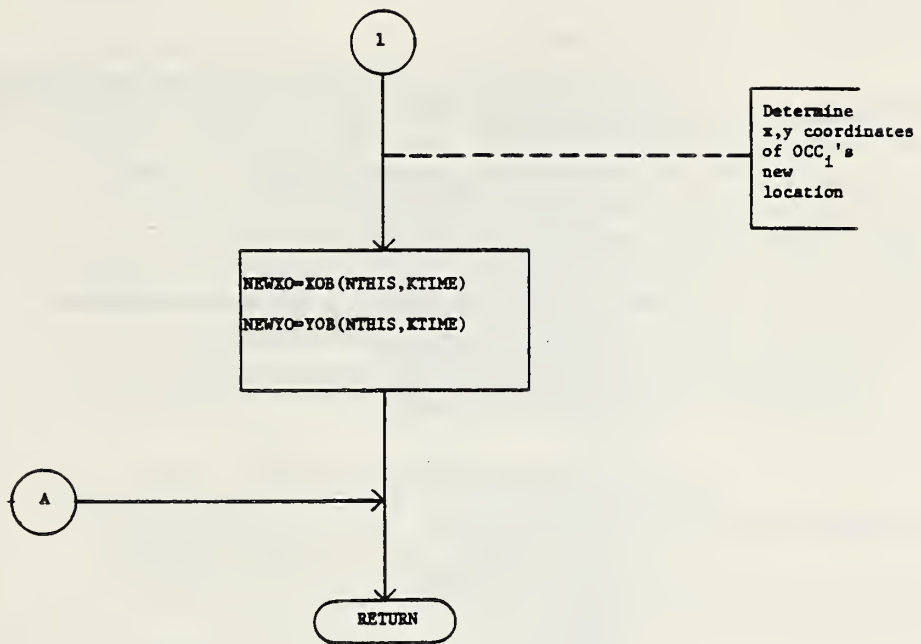 1
Determine
x,y coordinates
of OCC₁'s
new
location
NEWXO=XOB(NTHIS,KTIME)
NEWYO=YOB(NTHIS,KTIME)
A
RETURN